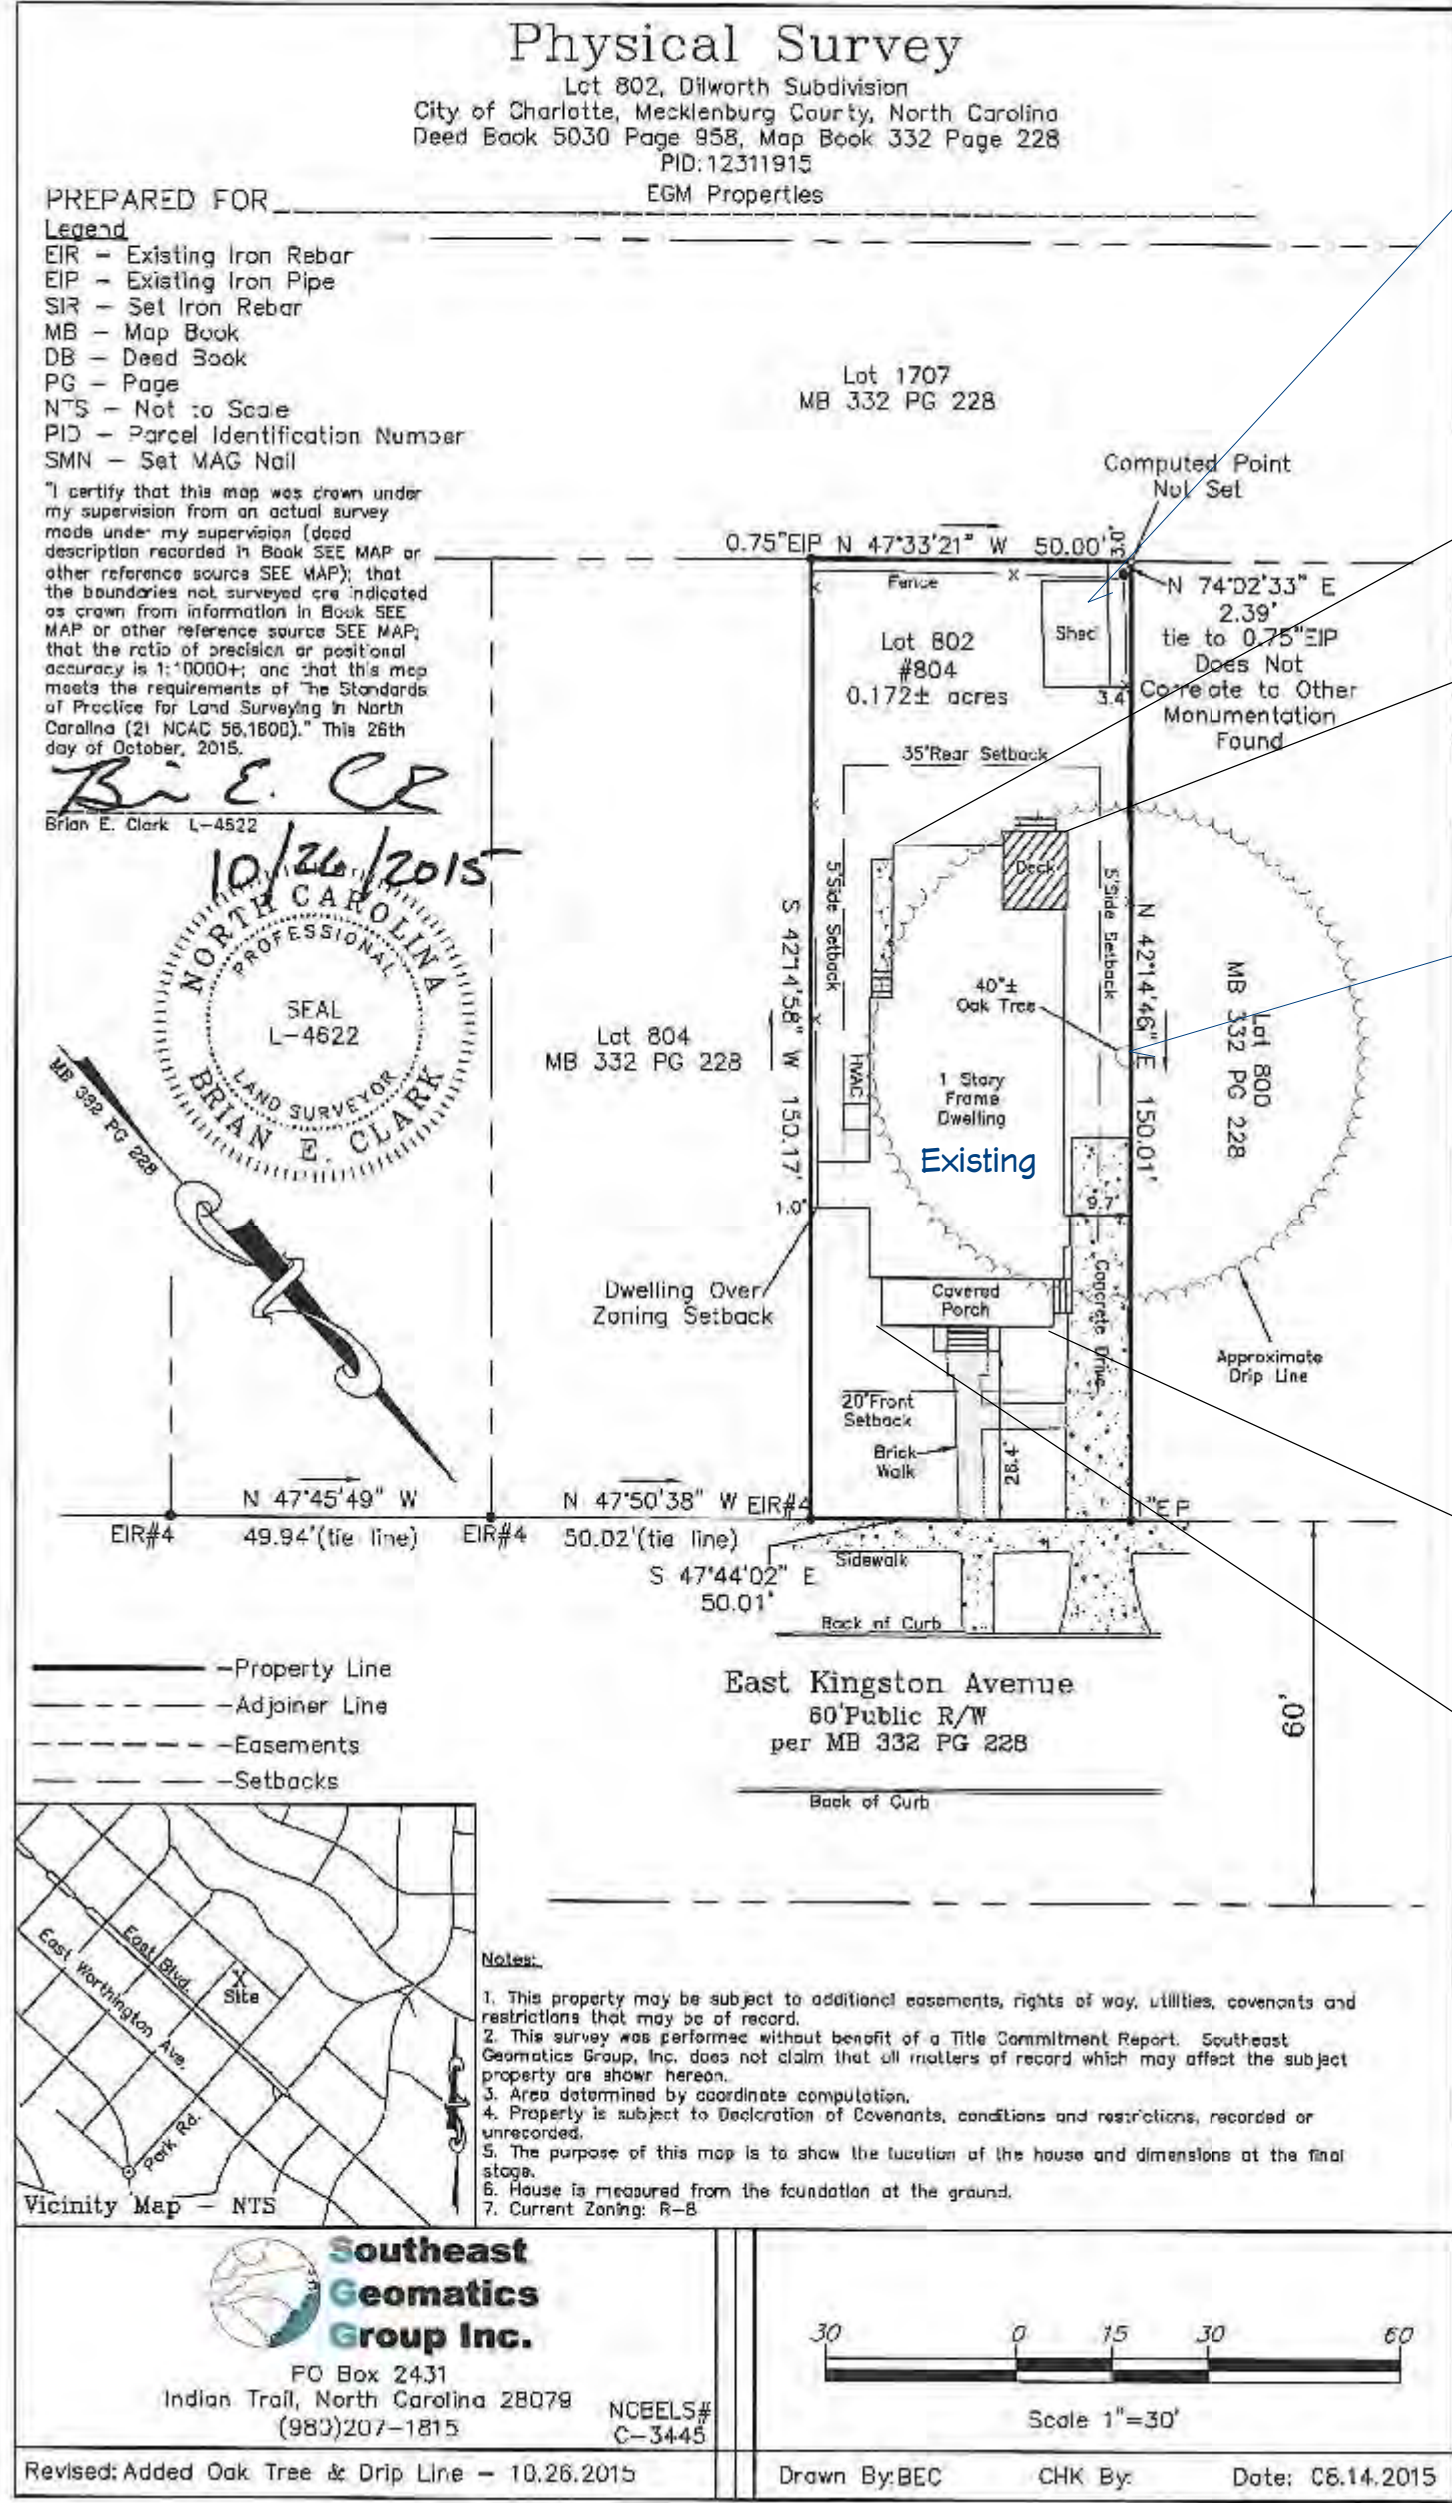 Physical Survey
Lot 802, Dilworth Subdivision
City of Charlotte, Mecklenburg County, North Carolina
Deed Book 5030 Page 958, Map Book 332 Page 228
PID:12311915
PREPARED FOR EGM Properties
Legend
EIR – Existing Iron Rebar
EIP – Existing Iron Pipe
SIR – Set Iron Rebar
MB – Map Book
DB – Deed Book
PG – Page
NTS – Not to Scale
PID – Parcel Identification Number
SMN – Set MAG Nail
"I certify that this map was drawn under
my supervision from an actual survey
made under my supervision (deed
description recorded in Book SEE MAP or
other reference source SEE MAP); that
the boundaries not surveyed are indicated
as drawn from information in Book SEE
MAP or other reference source SEE MAP;
that the ratio of precision or positional
accuracy is 1:10000+; and that this map
meets the requirements of The Standards
of Practice for Land Surveying in North
Carolina (21 NCAC 56.1600)." This 26th
day of October, 2015.
Brian E. Clark L-4522
10/26/2015
NORTH CAROLINA
PROFESSIONAL
SEAL
L-4622
LAND SURVEYOR
BRIAN E. CLARK
MB 332 PG 228
Lot 1707
MB 332 PG 228
Computed Point
Not Set
0.75"EIP N 47°33'21" W 50.00'
3.0'
Fence
x
N 74°02'33" E
2.39'
tie to 0.75"EIP
Does Not
Correlate to Other
Monumentation
Found
Lot 802
#804
0.172± acres
Shed
3.4'
35'Rear Setback
Deck
5'Side Setback
5'Side Setback
S 42°14'58" W 150.17'
N 42°14'46" E 150.01'
Lot 800
MB 332 PG 228
40"±
Oak Tree
Lot 804
MB 332 PG 228
HVAC
1 Story
Frame
Dwelling
Existing
9.7'
Dwelling Over
Zoning Setback
Covered
Porch
Concrete Drive
Approximate
Drip Line
20'Front
Setback
Brick
Walk
N 47°45'49" W
49.94'(tie line)
EIR#4
EIR#4
N 47°50'38" W
50.02'(tie line)
EIR#4
S 47°44'02" E
50.01'
Sidewalk
Back of Curb
East Kingston Avenue
60'Public R/W
per MB 332 PG 228
Back of Curb
60'
–Property Line
–Adjoiner Line
–Easements
–Setbacks
East Blvd.
East Worthington Ave.
Site
Park Rd.
Vicinity Map – NTS
Notes:
1. This property may be subject to additional easements, rights of way, utilities, covenants and
restrictions that may be of record.
2. This survey was performed without benefit of a Title Commitment Report. Southeast
Geomatics Group, Inc. does not claim that all matters of record which may affect the subject
property are shown hereon.
3. Area determined by coordinate computation.
4. Property is subject to Declaration of Covenants, conditions and restrictions, recorded or
unrecorded.
5. The purpose of this map is to show the location of the house and dimensions at the final
stage.
6. House is measured from the foundation at the ground.
7. Current Zoning: R-8
Southeast
Geomatics
Group Inc.
PO Box 2431
Indian Trail, North Carolina 28079
(980)207-1815
NCBELS#
C-3445
30 0 15 30 60
Scale 1"=30'
Revised: Added Oak Tree & Drip Line – 10.26.2015
Drawn By:BEC
CHK By:
Date: 08.14.2015